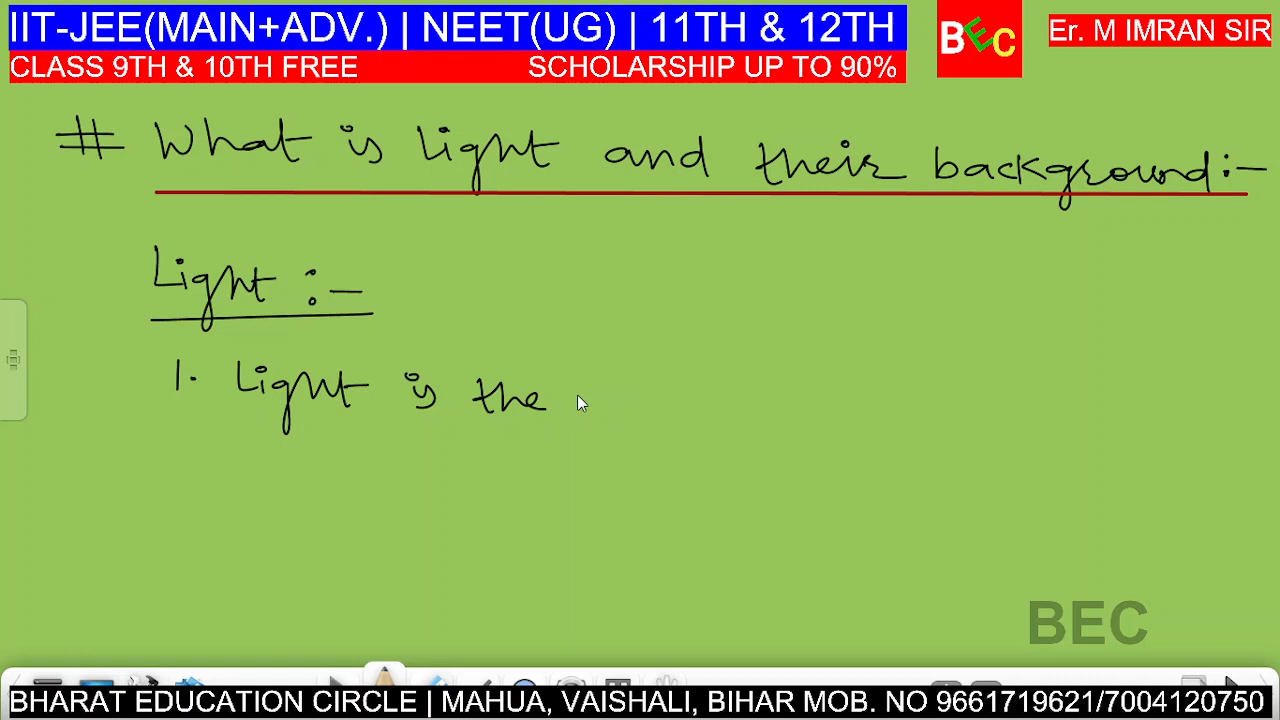 IIT-JEE(MAIN+ADV.) | NEET(UG) | 11TH & 12TH
CLASS 9TH & 10TH FREE SCHOLARSHIP UP TO 90%
BEC
Er. M IMRAN SIR
# What is light and their background:-
Light :-
1. Light is the
BEC
BHARAT EDUCATION CIRCLE | MAHUA, VAISHALI, BIHAR MOB. NO 9661719621/7004120750